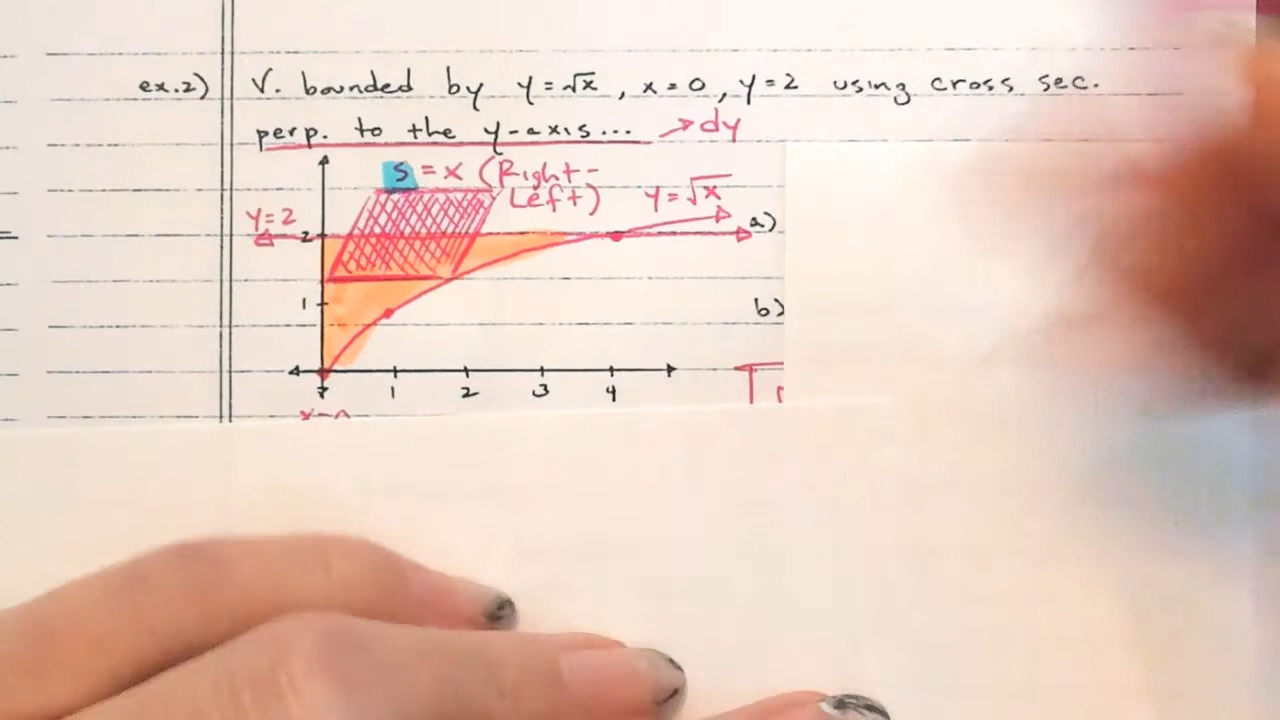 ex.2) V. bounded by y=√x, x=0, y=2 using cross sec.
perp. to the y-axis... →dy
S = x (Right-
Left)
y=√x
y=2
2
a)
1
b)
1 2 3 4